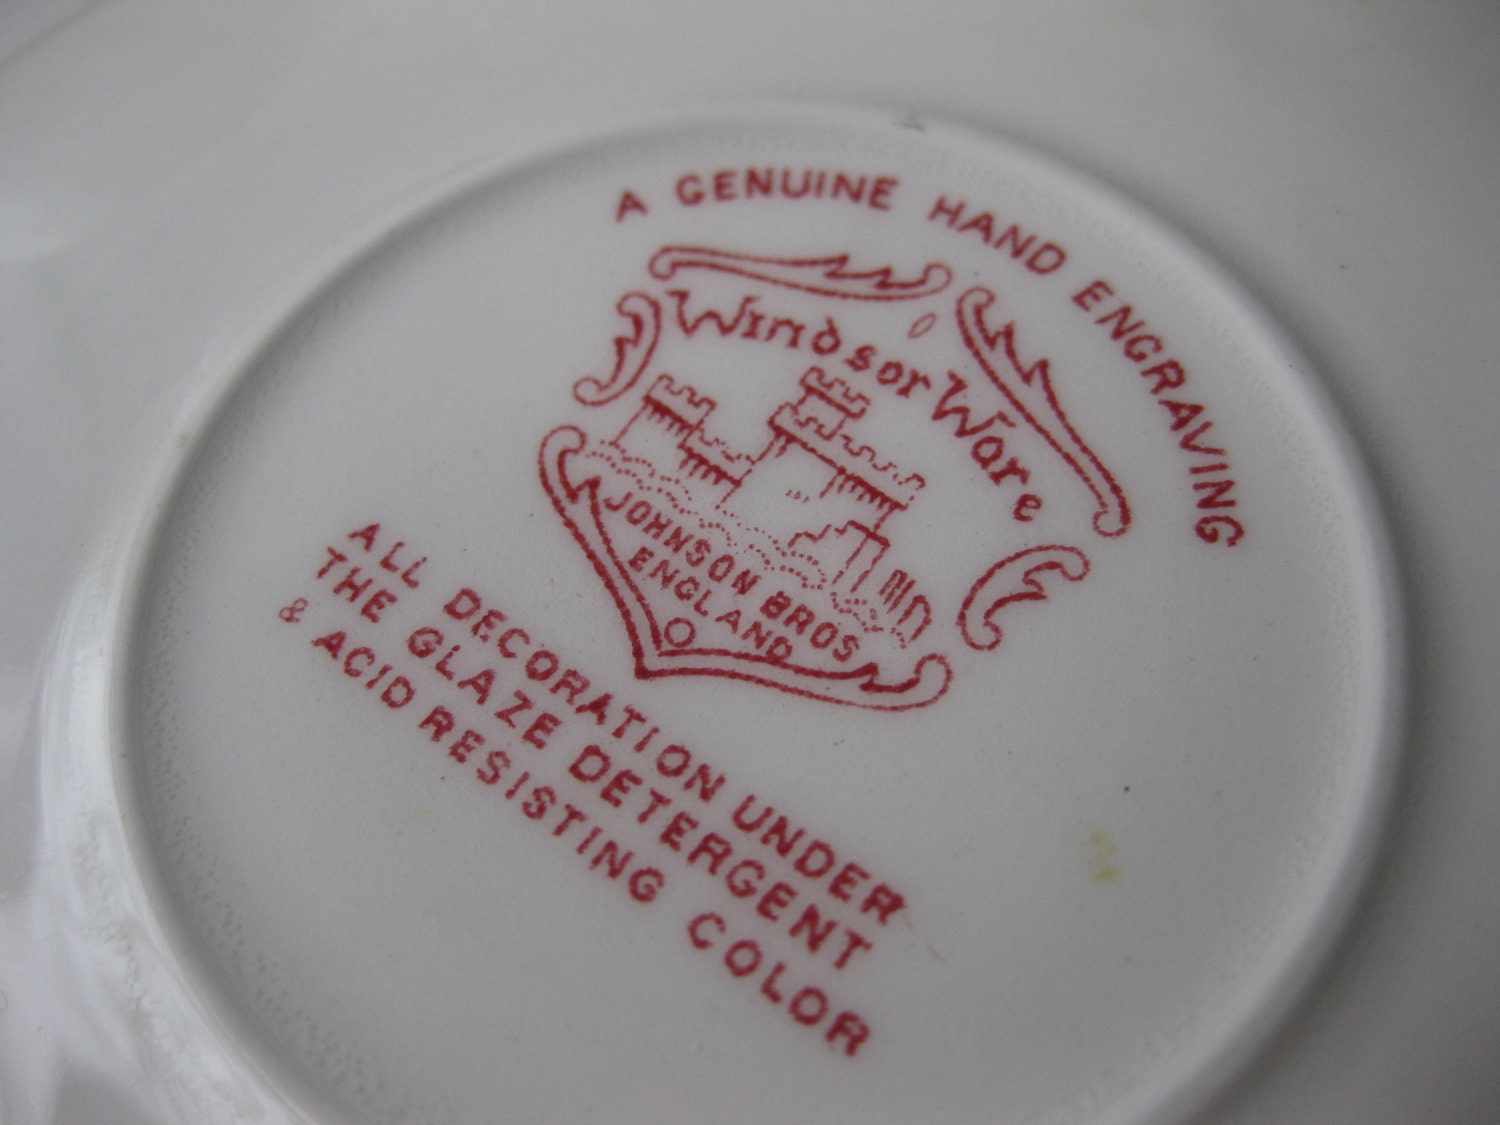 A GENUINE HAND ENGRAVING
Windsor Ware
JOHNSON BROS
ENGLAND
ALL DECORATION UNDER
THE GLAZE DETERGENT
& ACID RESISTING COLOR